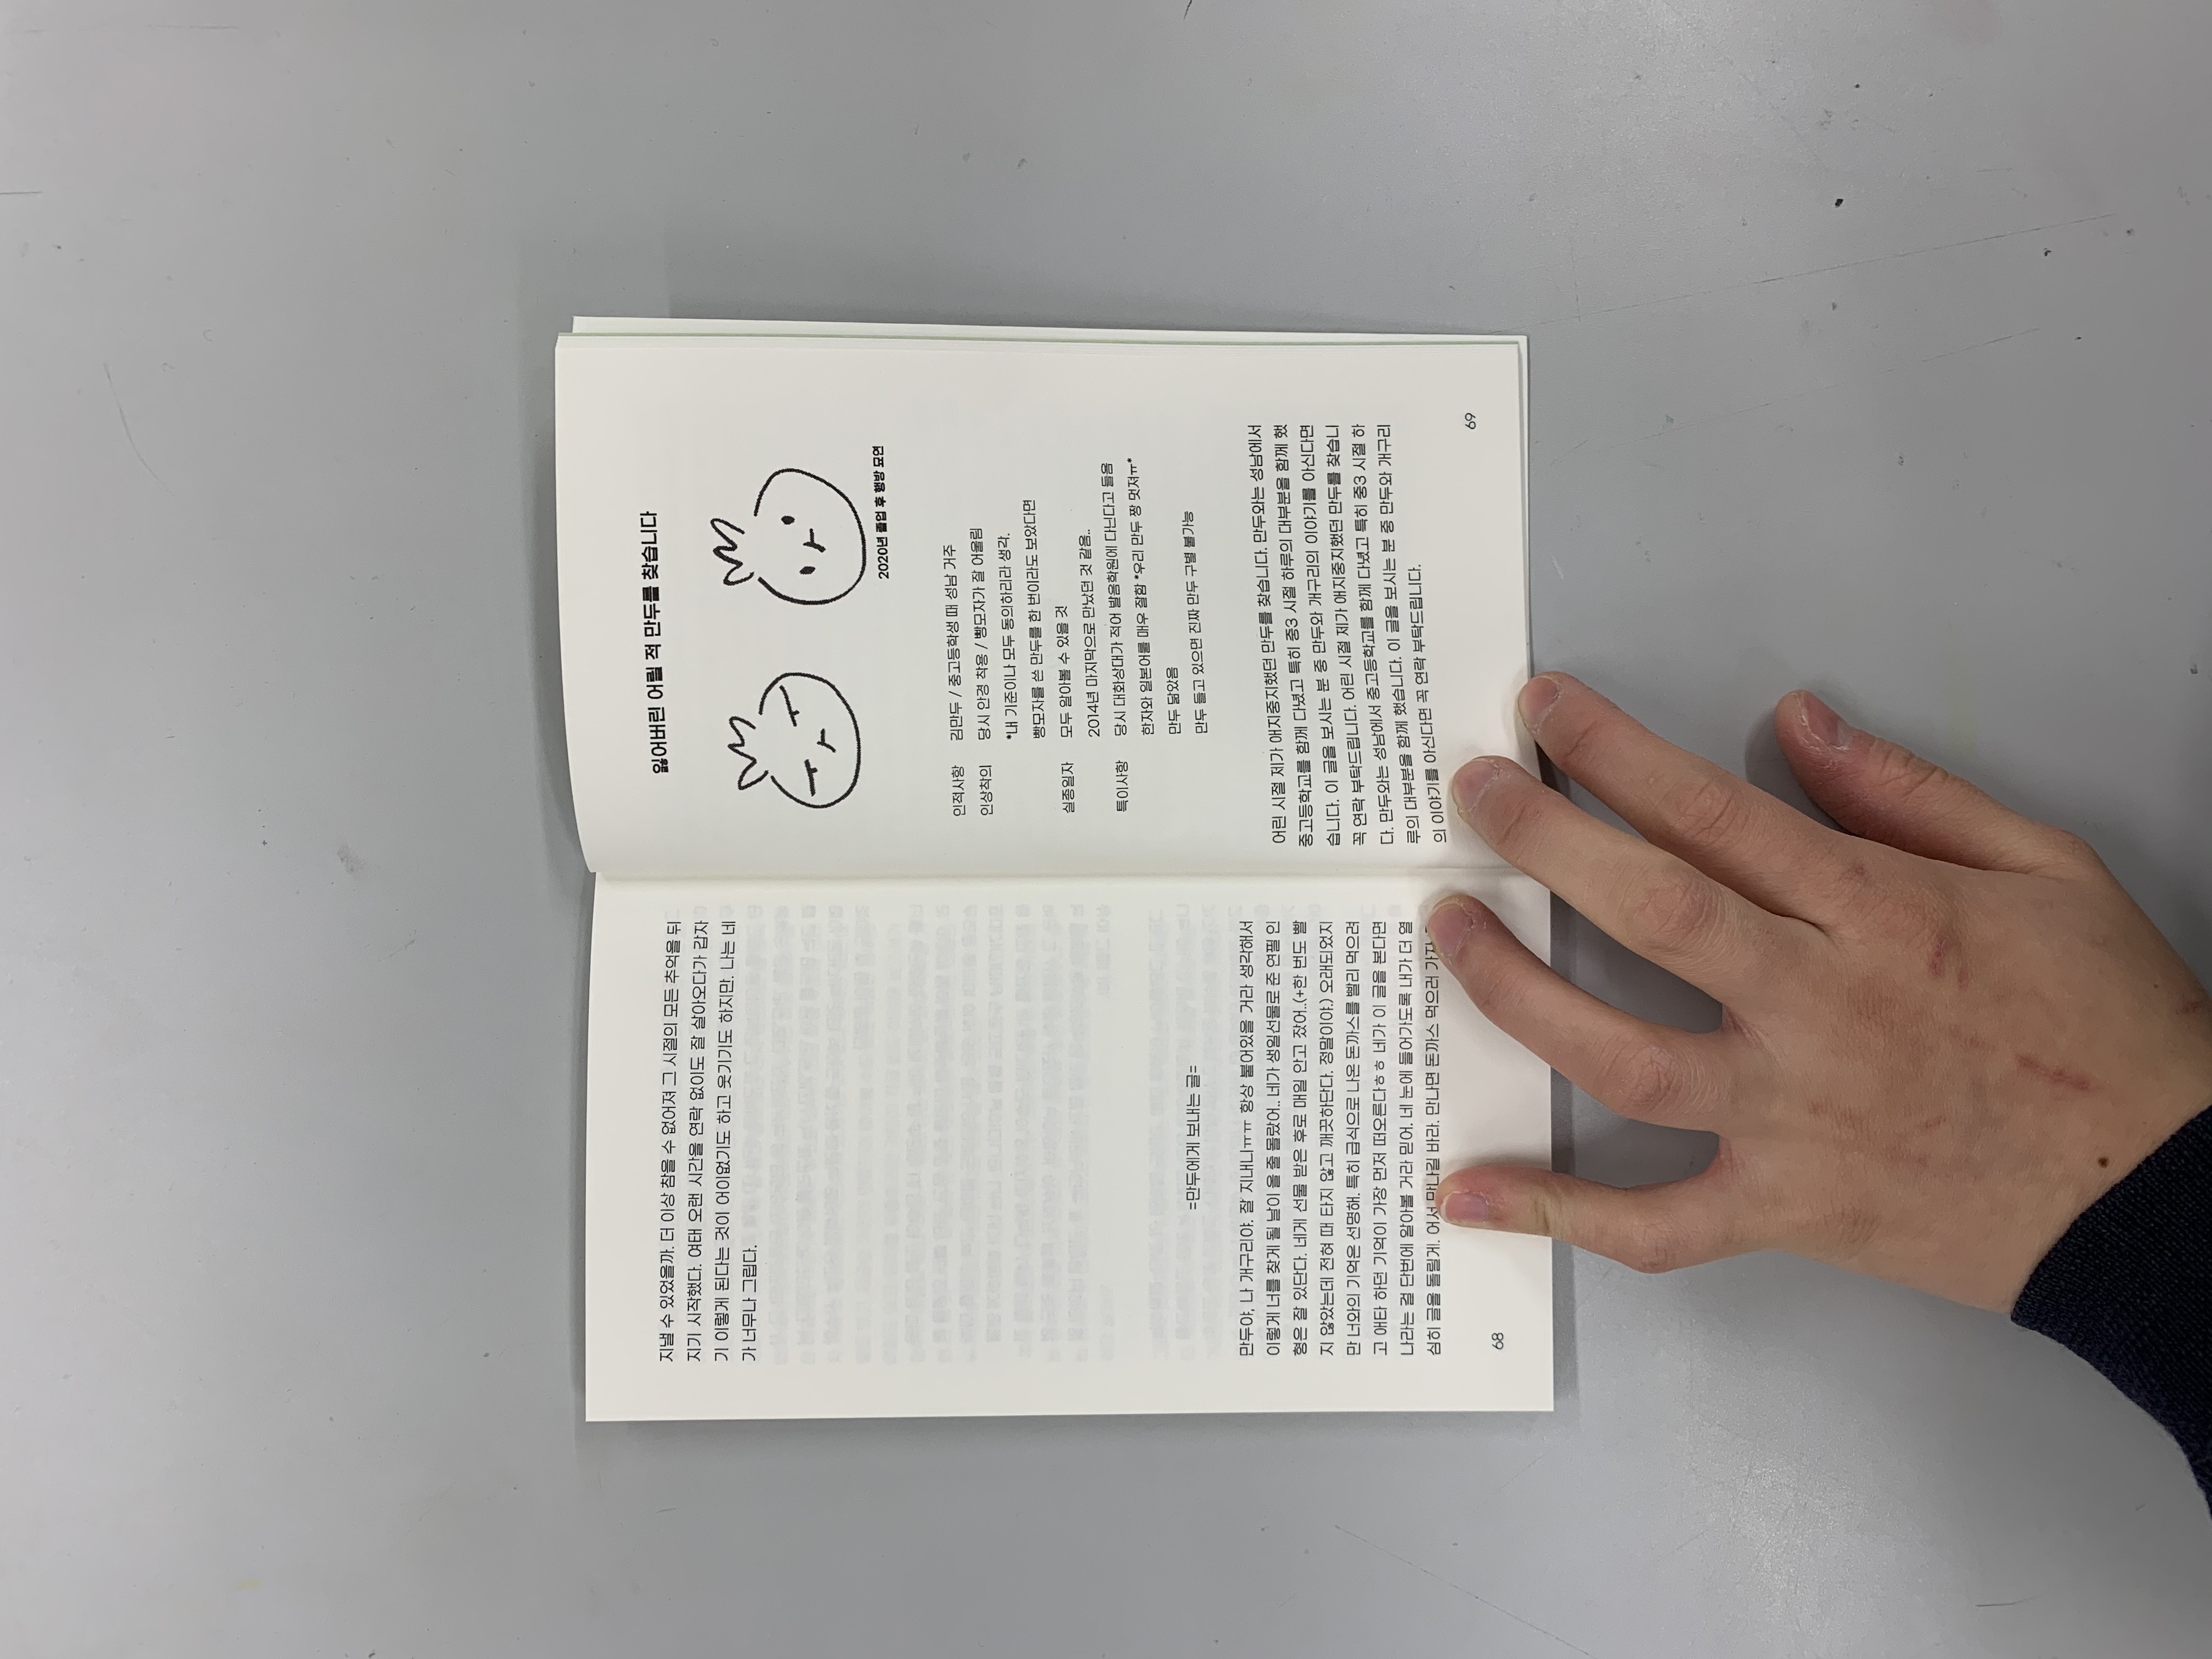 지낼 수 있었을까. 더 이상 참을 수 없어져 그 시절의 모든 추억을 뒤
지기 시작했다. 여태 오랜 시간을 연락 없이도 잘 살아오다가 갑자
기 이렇게 된다는 것이 어이없기도 하고 웃기기도 하지만. 나는 네
가 너무나 그립다.
=만두에게 보내는 글=
만두야, 나 개구리야. 잘 지내니ㅠㅠ 항상 붙어있을 거라 생각해서
이렇게 너를 찾게 될 날이 올 줄 몰랐어.. 네가 생일선물로 준 연필 인
형은 잘 있단다. 네게 선물 받은 후로 매일 안고 잤어..(+한 번도 빨
지 않았는데 전혀 때 타지 않고 깨끗하단다. 정말이야.) 오래되었지
만 너와의 기억은 선명해. 특히 급식으로 나온 돈까스를 빨리 먹으려
고 애타 하던 기억이 가장 먼저 떠오른다ㅎㅎ 네가 이 글을 본다면
나라는 걸 단번에 알아볼 거라 믿어. 네 눈에 들어가도록 내가 더 열
심히 글을 돌릴게. 어서 만나길 바라. 만나면 돈까스 먹으러 가자.
68
잃어버린 어릴 적 만두를 찾습니다
2020년 졸업 후 행방 묘연
인적사항 김만두 / 중고등학생 때 성남 거주
인상착의 당시 안경 착용 / 빵모자가 잘 어울림
*내 기준이나 모두 동의하리라 생각.
빵모자를 쓴 만두를 한 번이라도 보았다면
실종일자 모두 알아볼 수 있을 것
2014년 마지막으로 만났던 것 같음..
특이사항 당시 대화상대가 적어 발음학원에 다닌다고 들음
한자와 일본어를 매우 잘함 *우리 만두 짱 멋져ㅠ*
만두 닮았음
만두 들고 있으면 진짜 만두 구별 불가능
어린 시절 제가 애지중지했던 만두를 찾습니다. 만두와는 성남에서
중고등학교를 함께 다녔고 특히 중3 시절 하루의 대부분을 함께 했
습니다. 이 글을 보시는 분 중 만두와 개구리의 이야기를 아신다면
꼭 연락 부탁드립니다. 어린 시절 제가 애지중지했던 만두를 찾습니
다. 만두와는 성남에서 중고등학교를 함께 다녔고 특히 중3 시절 하
루의 대부분을 함께 했습니다. 이 글을 보시는 분 중 만두와 개구리
의 이야기를 아신다면 꼭 연락 부탁드립니다.
69